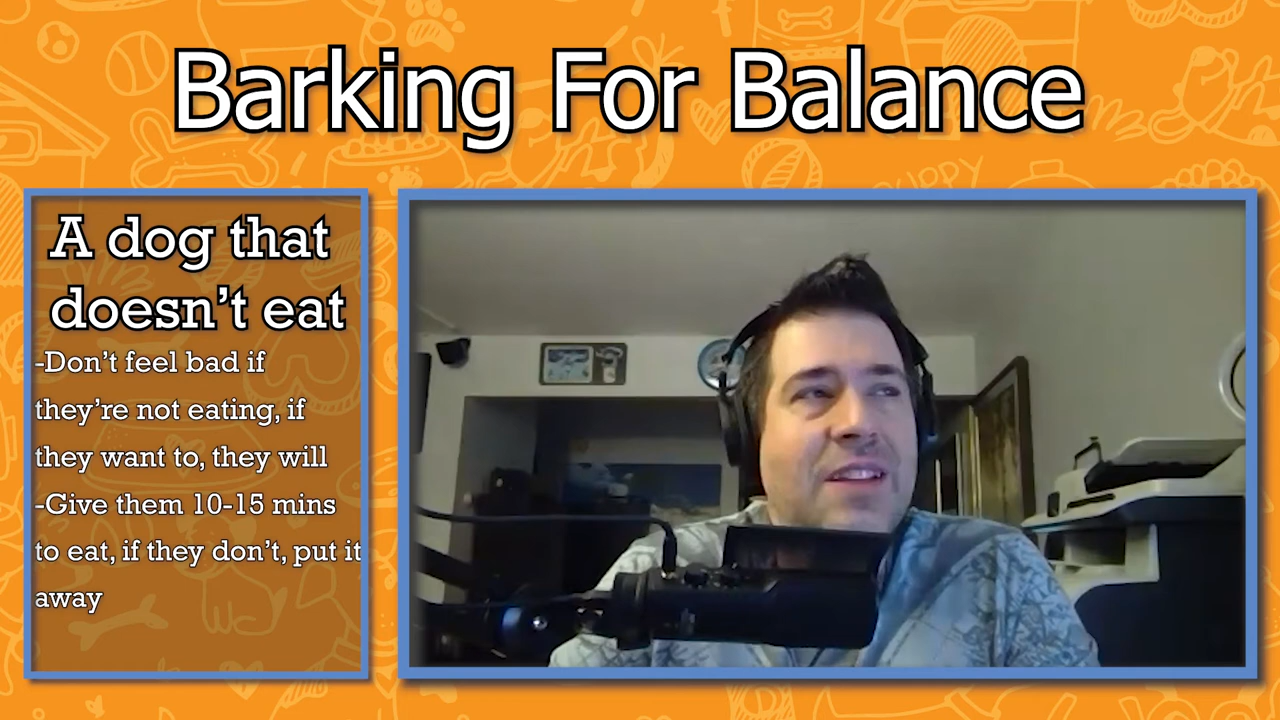 Barking For Balance
A dog that
doesn't eat
-Don't feel bad if
they're not eating, if
they want to, they will
-Give them 10-15 mins
to eat, if they don't, put it
away
PUPPY